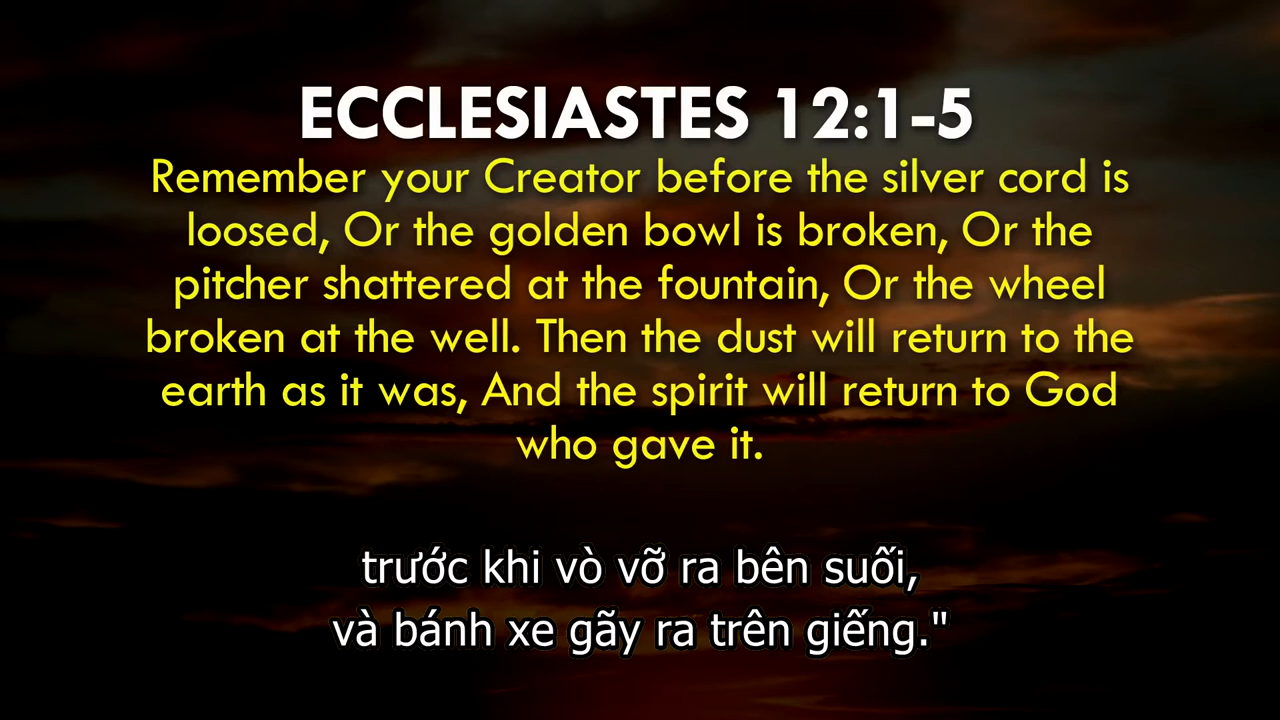 ECCLESIASTES 12:1-5
Remember your Creator before the silver cord is
loosed, Or the golden bowl is broken, Or the
pitcher shattered at the fountain, Or the wheel
broken at the well. Then the dust will return to the
earth as it was, And the spirit will return to God
who gave it.
trước khi vò vỡ ra bên suối,
và bánh xe gãy ra trên giếng."